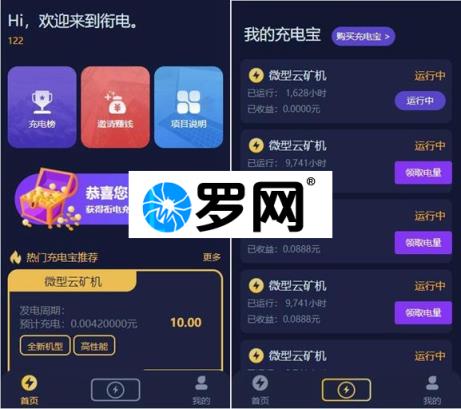 Hi，欢迎来到衔电。
122
充电榜
邀请赚钱
项目说明
恭喜您
获得衔电充
热门充电宝推荐
更多
微型云矿机
发电周期：
预计充电：0.00420000元
10.00
全新机型
高性能
首页
我的
我的充电宝
购买充电宝 >
微型云矿机
运行中
已运行： 1,628小时
已收益：0.0000元
运行中
微型云矿机
运行中
已运行： 9,741小时
领取电量
运行中
领取电量
已收益：0.0888元
微型云矿机
运行中
已运行： 9,741小时
已收益：0.0888元
领取电量
微型云矿机
运行中
首页
我的
罗网®